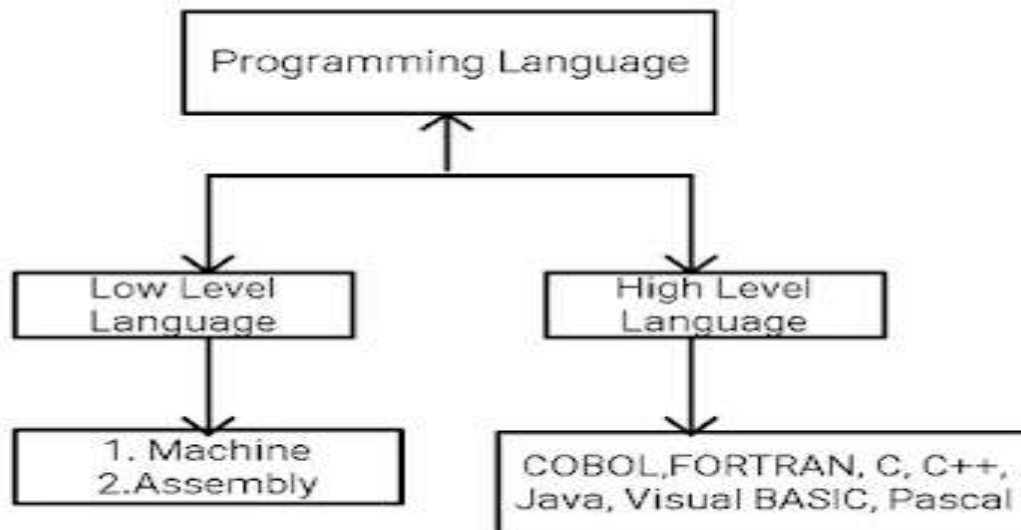 Programming Language
Low Level
Language
High Level
Language
1. Machine
2.Assembly
COBOL,FORTRAN, C, C++,
Java, Visual BASIC, Pascal